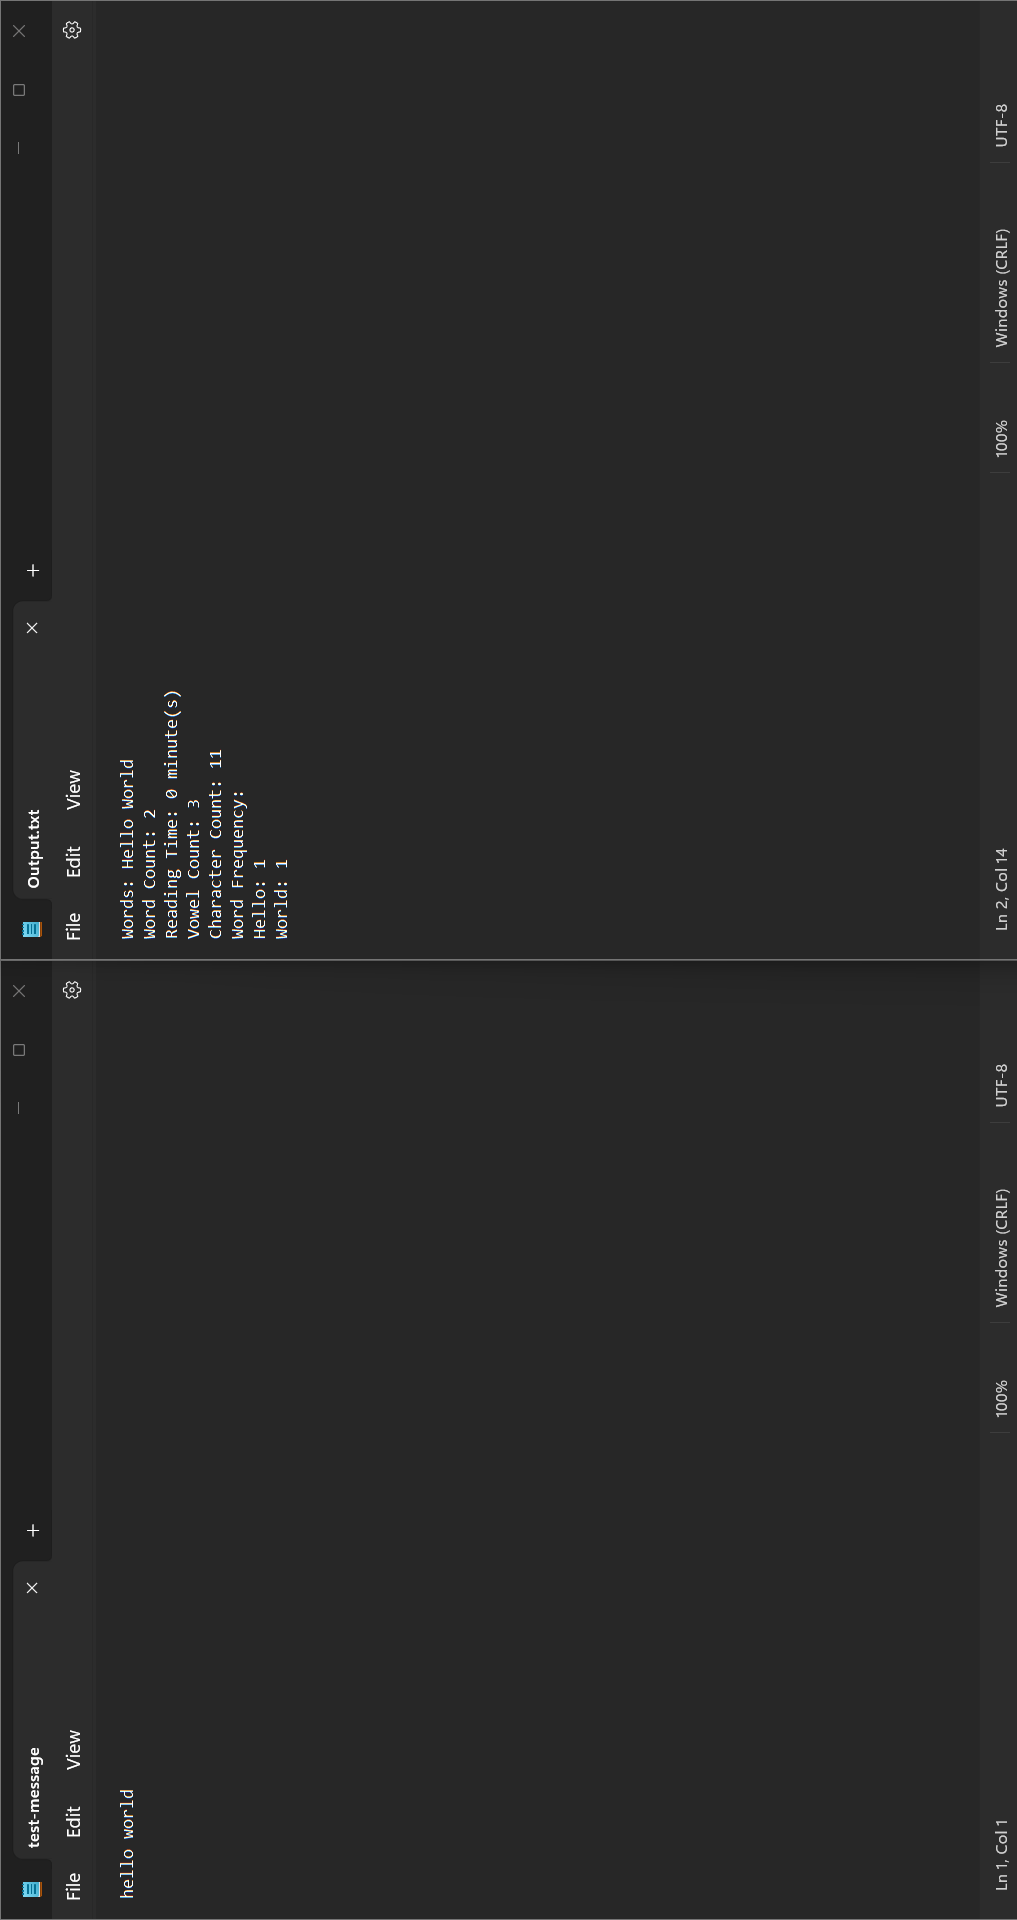 test-message
File Edit View
hello world
Ln 1, Col 1 100% Windows (CRLF) UTF-8
Output.txt
File Edit View
Words: Hello World
Word Count: 2
Reading Time: 0 minute(s)
Vowel Count: 3
Character Count: 11
Word Frequency:
Hello: 1
World: 1
Ln 2, Col 14 100% Windows (CRLF) UTF-8